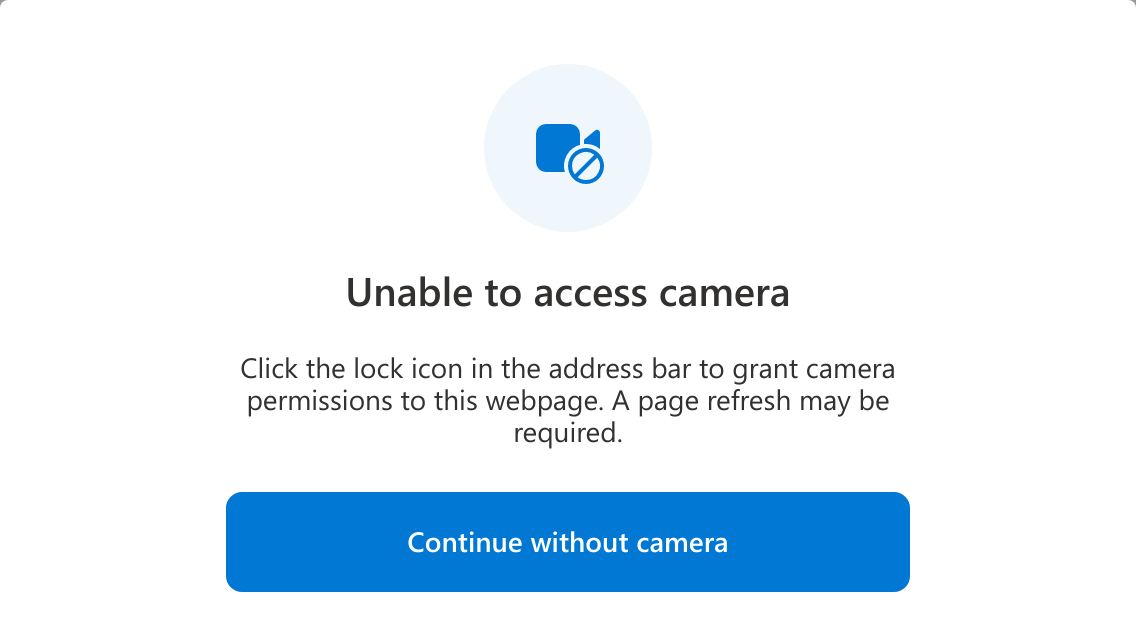 Unable to access camera
Click the lock icon in the address bar to grant camera
permissions to this webpage. A page refresh may be
required.
Continue without camera